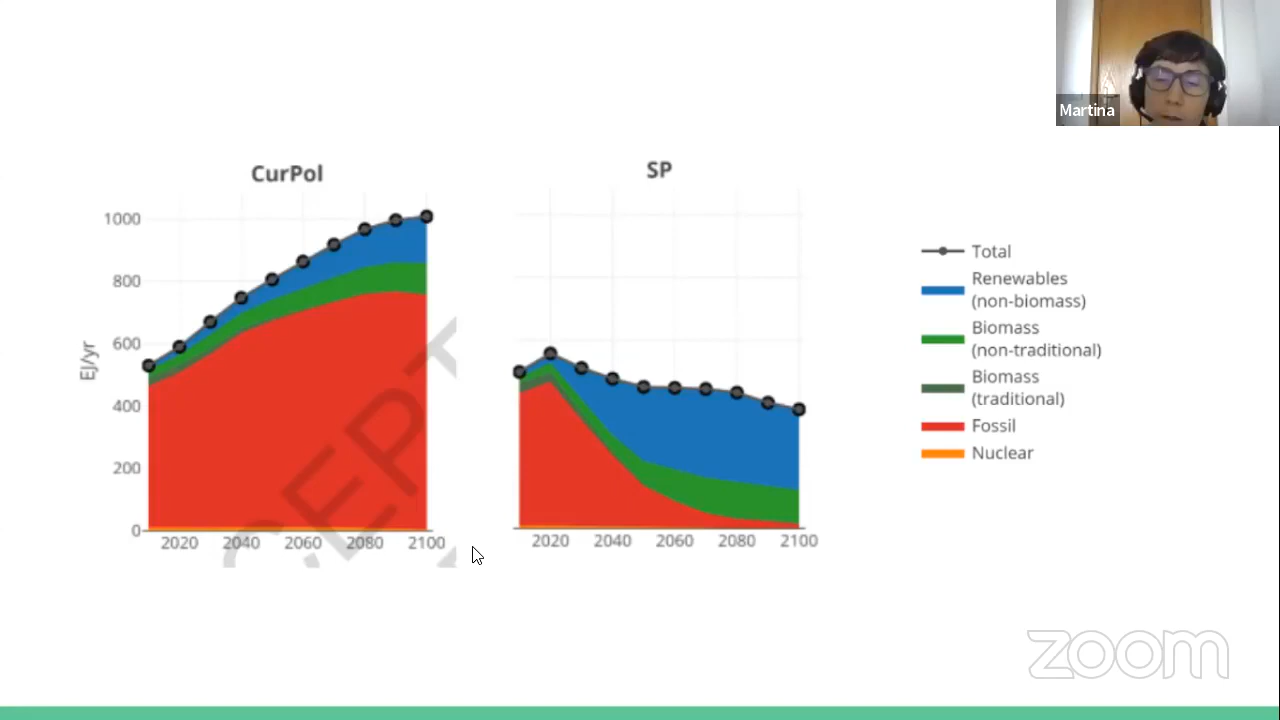 Martina
CurPol
SP
1000
800
600
400
200
0
EJ/yr
2020 2040 2060 2080 2100
2020 2040 2060 2080 2100
Total
Renewables
(non-biomass)
Biomass
(non-traditional)
Biomass
(traditional)
Fossil
Nuclear
CEPT
zoom